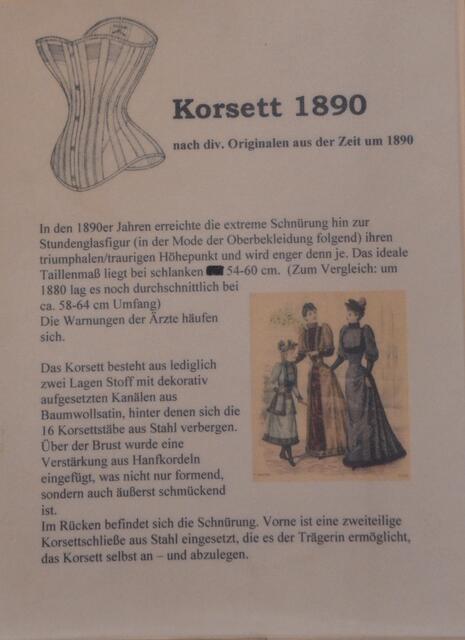 Korsett 1890
nach div. Originalen aus der Zeit um 1890
In den 1890er Jahren erreichte die extreme Schnürung hin zur
Stundenglasfigur (in der Mode der Oberbekleidung folgend) ihren
triumphalen/traurigen Höhepunkt und wird enger denn je. Das ideale
Taillenmaß liegt bei schlanken 54-60 cm. (Zum Vergleich: um
1880 lag es noch durchschnittlich bei
ca. 58-64 cm Umfang)
Die Warnungen der Ärzte häufen
sich.
Das Korsett besteht aus lediglich
zwei Lagen Stoff mit dekorativ
aufgesetzten Kanälen aus
Baumwollsatin, hinter denen sich die
16 Korsettstäbe aus Stahl verbergen.
Über der Brust wurde eine
Verstärkung aus Hanfkordeln
eingefügt, was nicht nur formend,
sondern auch äußerst schmückend
ist.
Im Rücken befindet sich die Schnürung. Vorne ist eine zweiteilige
Korsettschließe aus Stahl eingesetzt, die es der Trägerin ermöglicht,
das Korsett selbst an – und abzulegen.